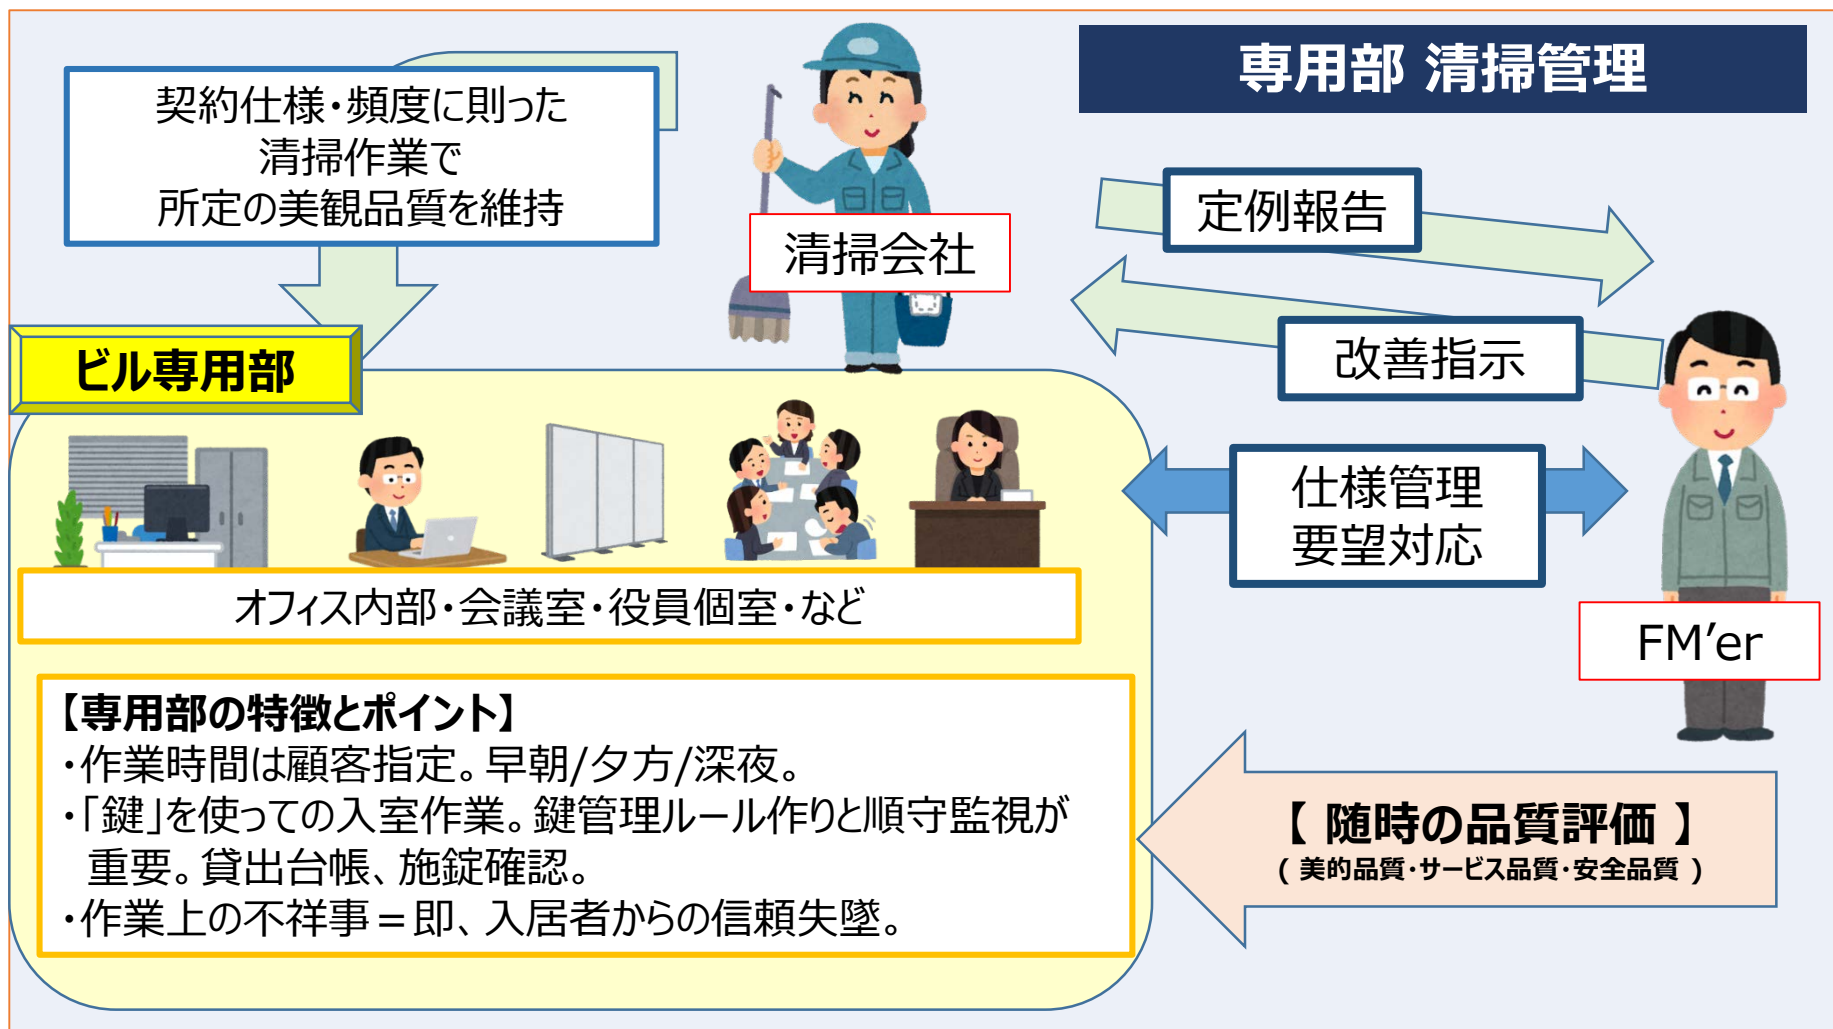 専用部 清掃管理
契約仕様・頻度に則った
清掃作業で
所定の美観品質を維持
清掃会社
定例報告
改善指示
ビル専用部
仕様管理
要望対応
オフィス内部・会議室・役員個室・など
FM’er
【専用部の特徴とポイント】
・作業時間は顧客指定。早朝/夕方/深夜。
・「鍵」を使っての入室作業。鍵管理ルール作りと順守監視が
重要。貸出台帳、施錠確認。
・作業上の不祥事=即、入居者からの信頼失墜。
【 随時の品質評価 】
( 美的品質・サービス品質・安全品質 )